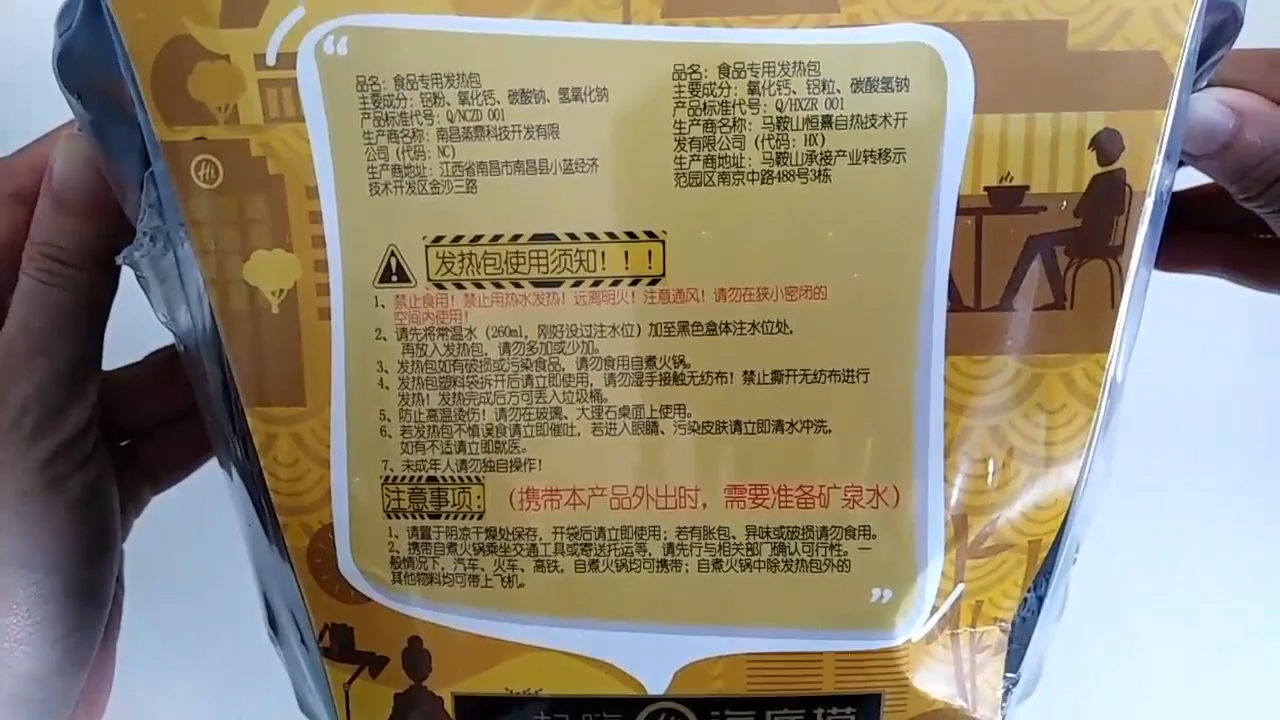 品名：食品专用发热包
主要成分：铝粉、氧化钙、碳酸钠、氢氧化钠
产品标准代号：Q/NCZD 001
生产商名称：南昌蒸鼎科技开发有限
公司（代码：NC）
生产商地址：江西省南昌市南昌县小蓝经济
技术开发区金沙三路
品名：食品专用发热包
主要成分：氧化钙、铝粒、碳酸氢钠
产品标准代号：Q/HXZR 001
生产商名称：马鞍山恒熹自热技术开
发有限公司（代码：HX）
生产商地址：马鞍山承接产业转移示
范园区南京中路488号3栋
Hi
发热包使用须知！！！
1、禁止食用！禁止用热水发热！远离明火！注意通风！请勿在狭小密闭的
空间内使用！
2、请先将常温水（260ml，刚好没过注水位）加至黑色盒体注水位处，
再放入发热包，请勿多加或少加。
3、发热包如有破损或污染食品，请勿食用自煮火锅。
4、发热包塑料袋拆开后请立即使用，请勿湿手接触无纺布！禁止撕开无纺布进行
发热！发热完成后方可丢入垃圾桶。
5、防止高温烫伤！请勿在玻璃、大理石桌面上使用。
6、若发热包不慎误食请立即催吐，若进入眼睛、污染皮肤请立即清水冲洗，
如有不适请立即就医。
7、未成年人请勿独自操作！
注意事项：（携带本产品外出时，需要准备矿泉水）
1、请置于阴凉干燥处保存，开袋后请立即使用；若有胀包、异味或破损请勿食用。
2、携带自煮火锅乘坐交通工具或寄送托运等，请先行与相关部门确认可行性。一
般情况下，汽车、火车、高铁，自煮火锅均可携带；自煮火锅中除发热包外的
其他物料均可带上飞机。
Hi 海底捞